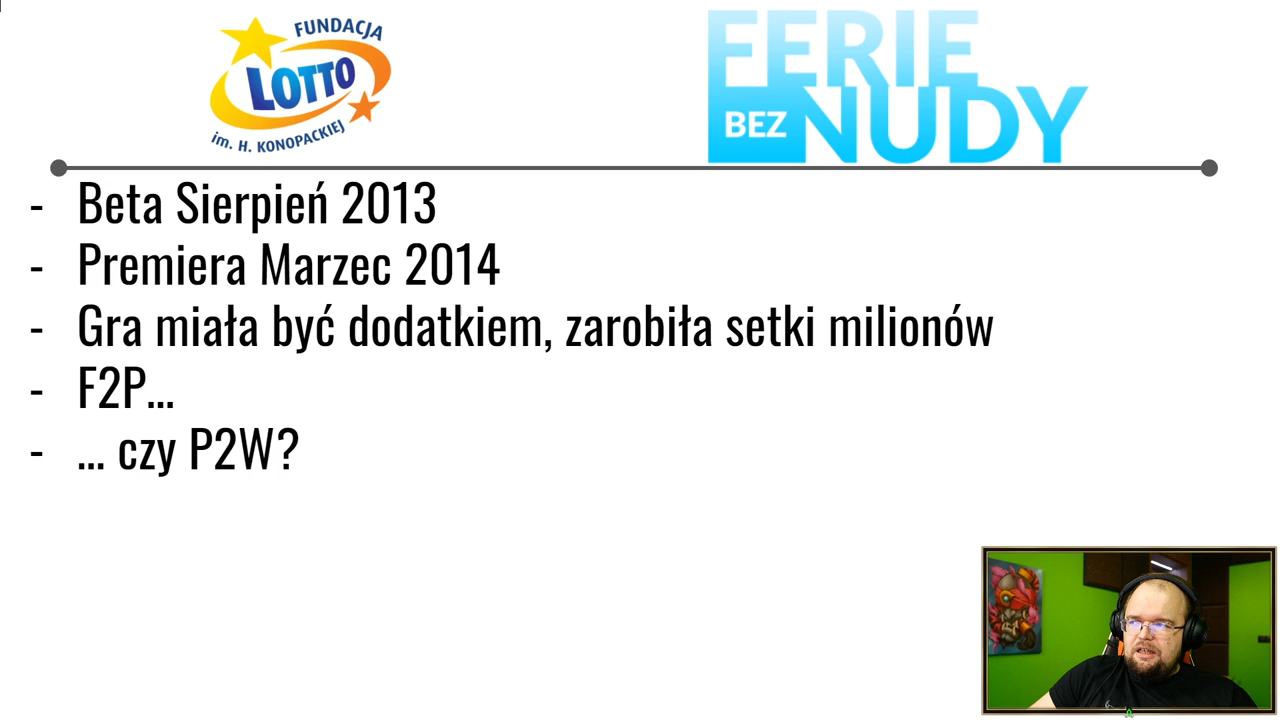 FUNDACJA
LOTTO
im. H. KONOPACKIEJ
FERIE
BEZ NUDY
- Beta Sierpień 2013
- Premiera Marzec 2014
- Gra miała być dodatkiem, zarobiła setki milionów
- F2P...
- ... czy P2W?